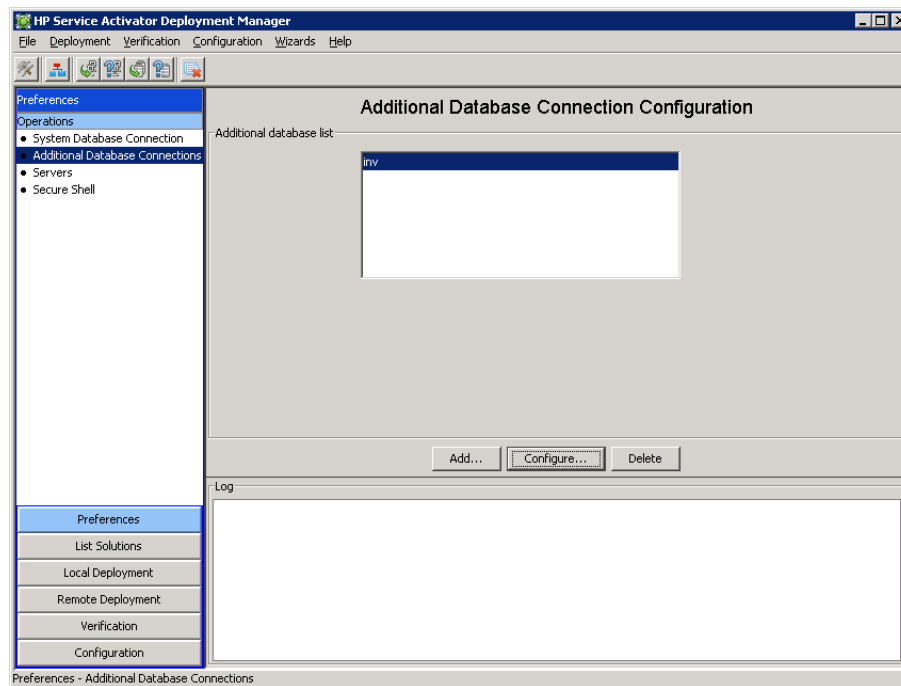 HP Service Activator Deployment Manager
File Deployment Verification Configuration Wizards Help
Preferences
Operations
System Database Connection
Additional Database Connections
Servers
Secure Shell
Additional Database Connection Configuration
Additional database list
inv
Add... Configure... Delete
Log
Preferences
List Solutions
Local Deployment
Remote Deployment
Verification
Configuration
Preferences - Additional Database Connections